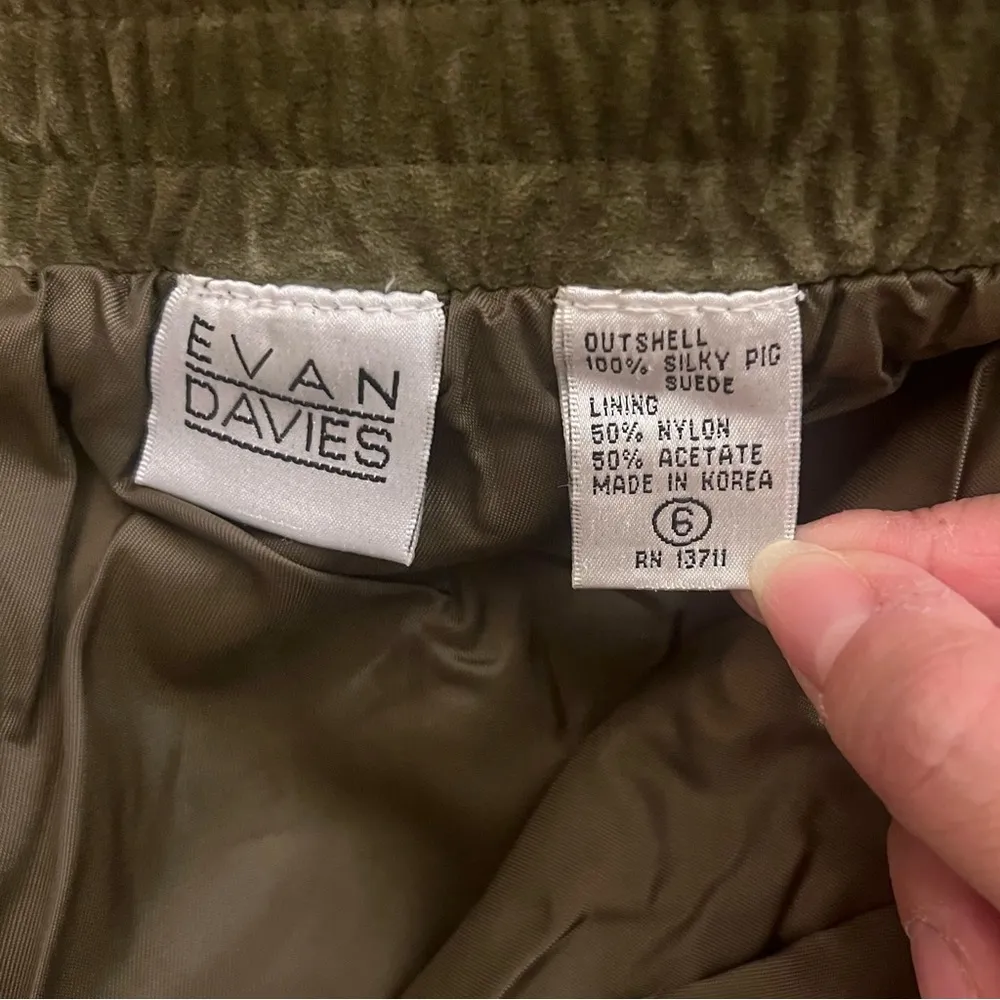 EVAN
DAVIES
OUTSHELL
100% SILKY PIG
SUEDE
LINING
50% NYLON
50% ACETATE
MADE IN KOREA
6
RN 13711